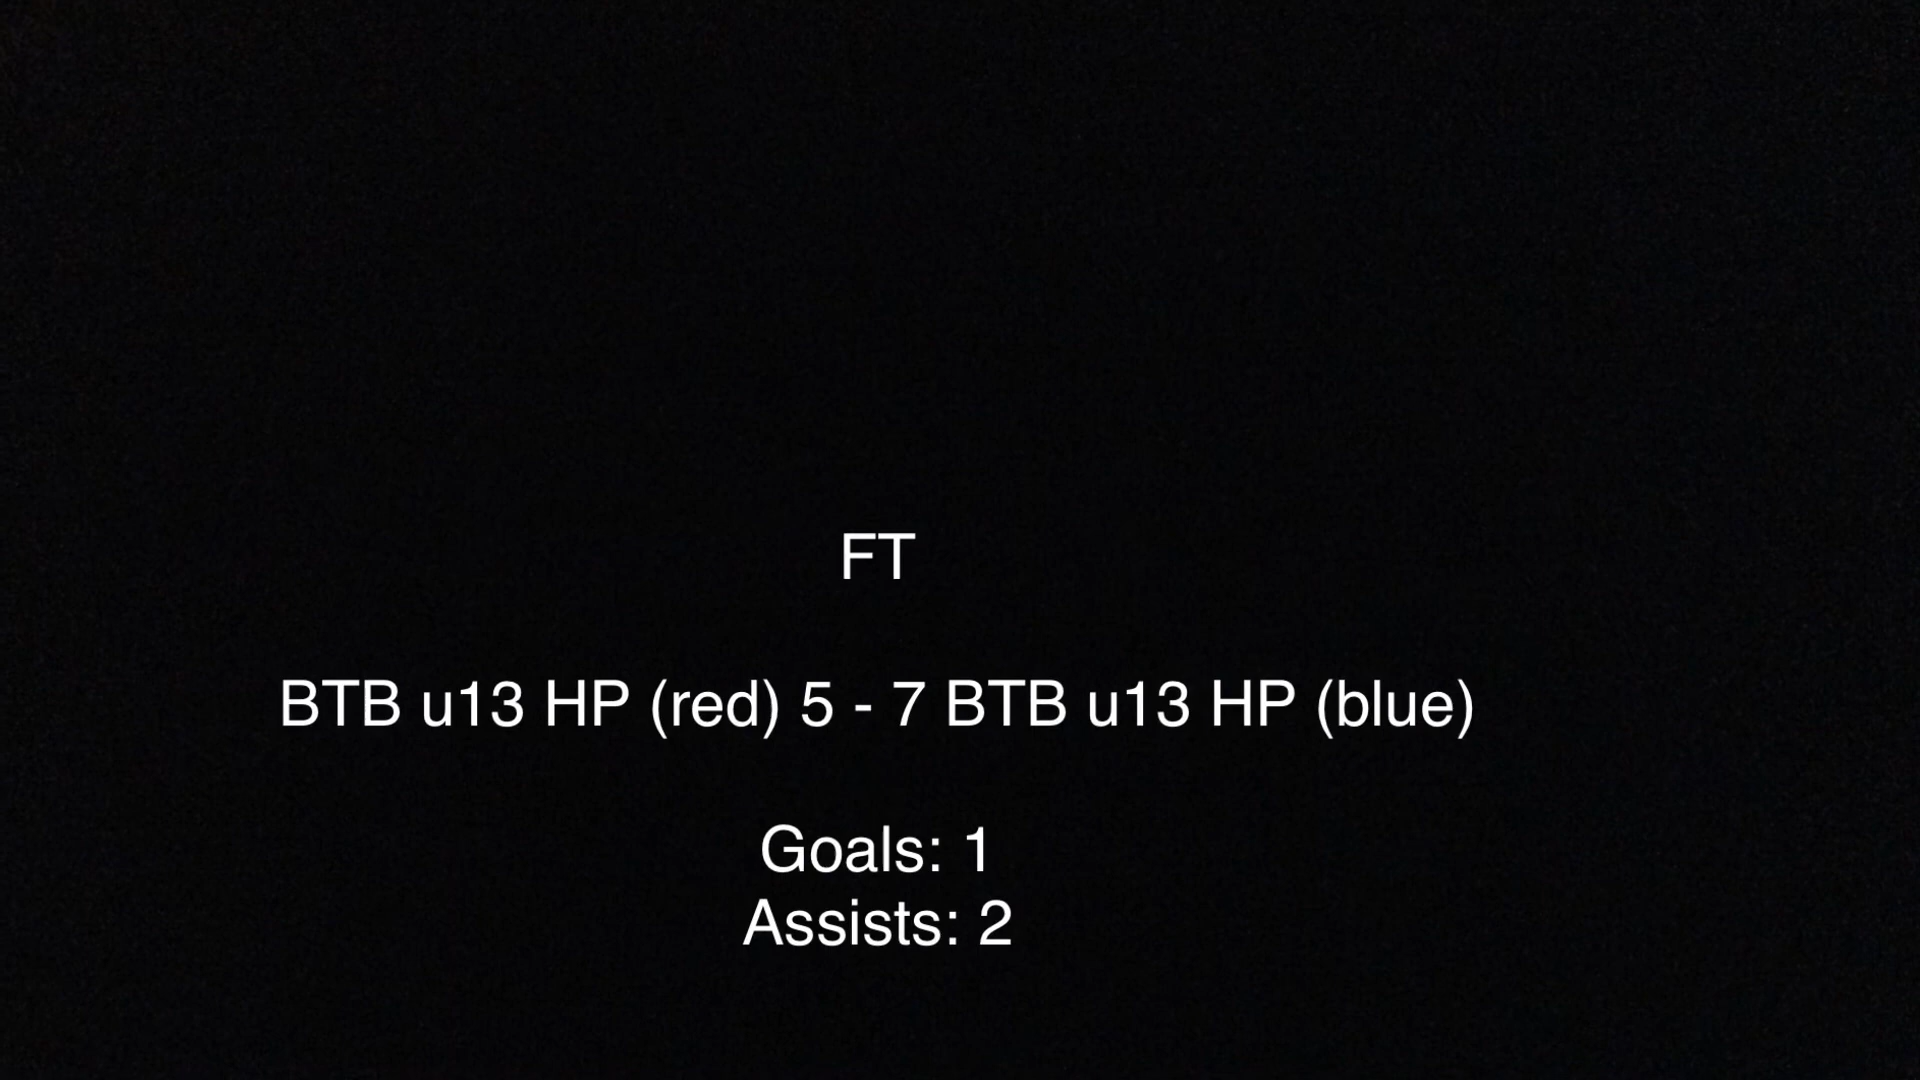 FT
BTB u13 HP (red) 5 - 7 BTB u13 HP (blue)
Goals: 1
Assists: 2